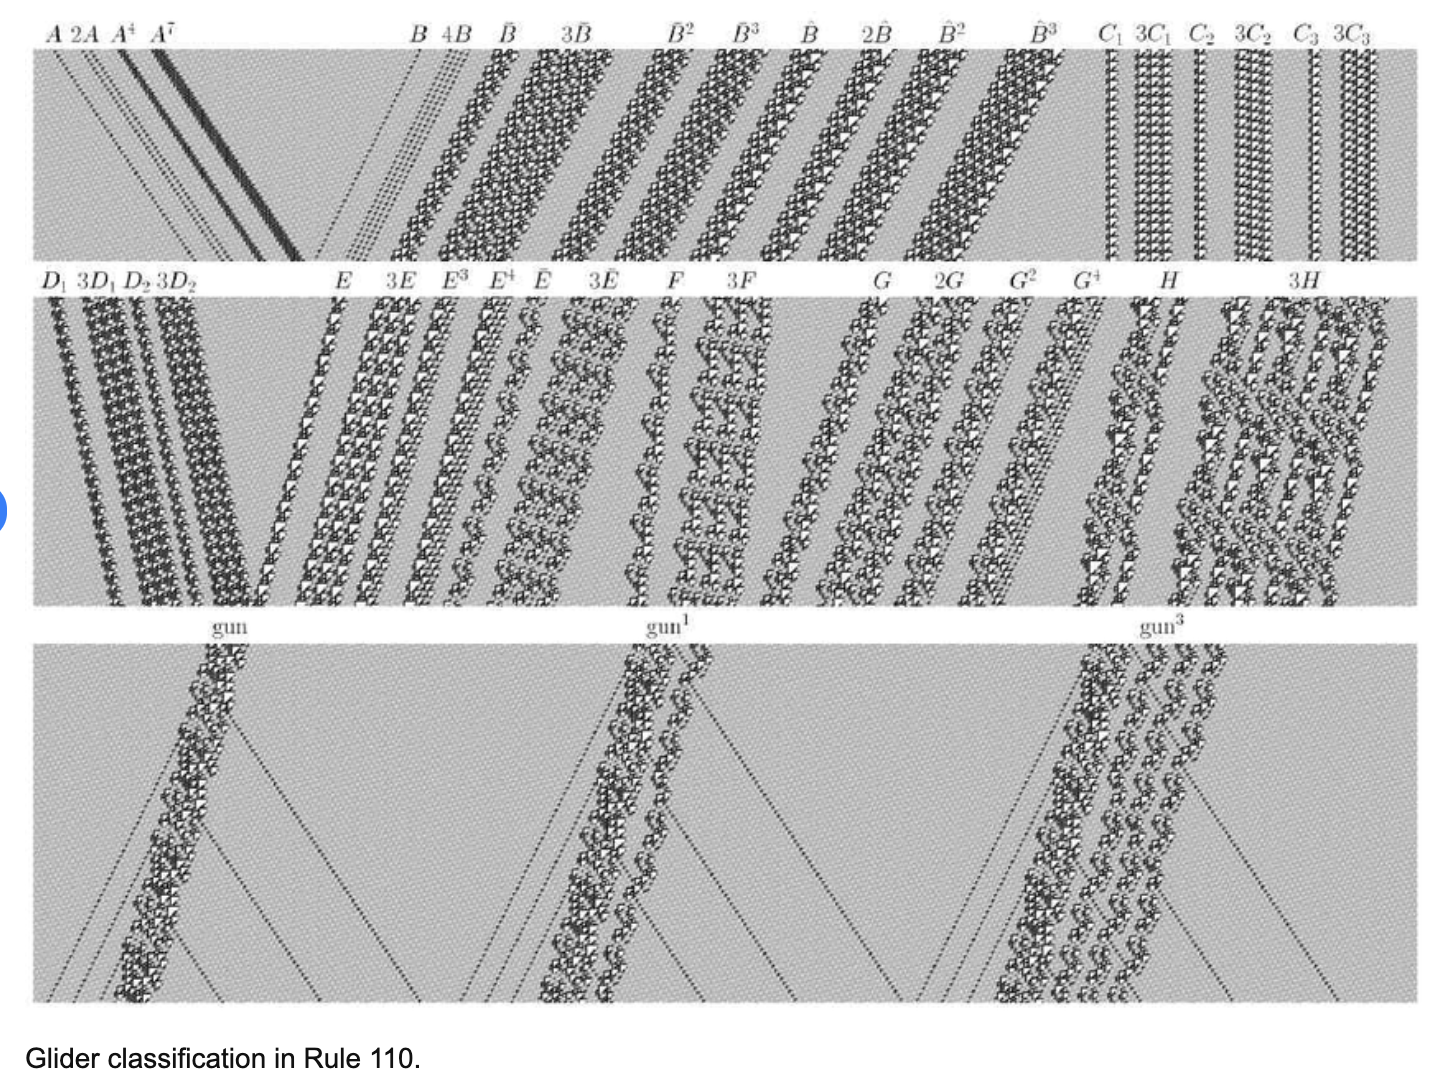 A 2A A⁴ A⁷ B 4B B̄ 3B̄ B̄² B̄³ B̂ 2B̂ B̂² B̂³ C₁ 3C₁ C₂ 3C₂ C₃ 3C₃
D₁ 3D₁ D₂ 3D₂ E 3E E³ E⁴ Ē 3Ē F 3F G 2G G² G⁴ H 3H
gun gun¹ gun³
Glider classification in Rule 110.